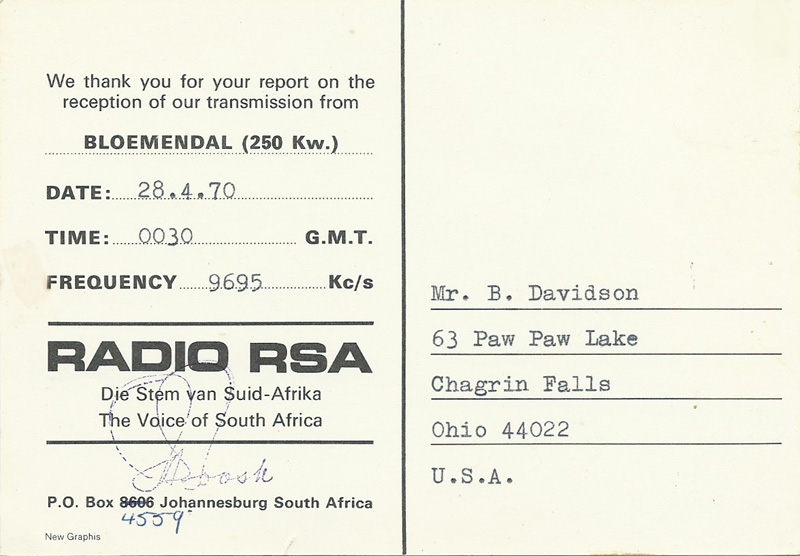 We thank you for your report on the
reception of our transmission from
BLOEMENDAL (250 Kw.)
DATE: 28.4.70
TIME: 0030 G.M.T.
FREQUENCY 9695 Kc/s
RADIO RSA
Die Stem van Suid-Afrika
The Voice of South Africa
P.O. Box 8606 Johannesburg South Africa
4559
New Graphis
Mr. B. Davidson
63 Paw Paw Lake
Chagrin Falls
Ohio 44022
U.S.A.